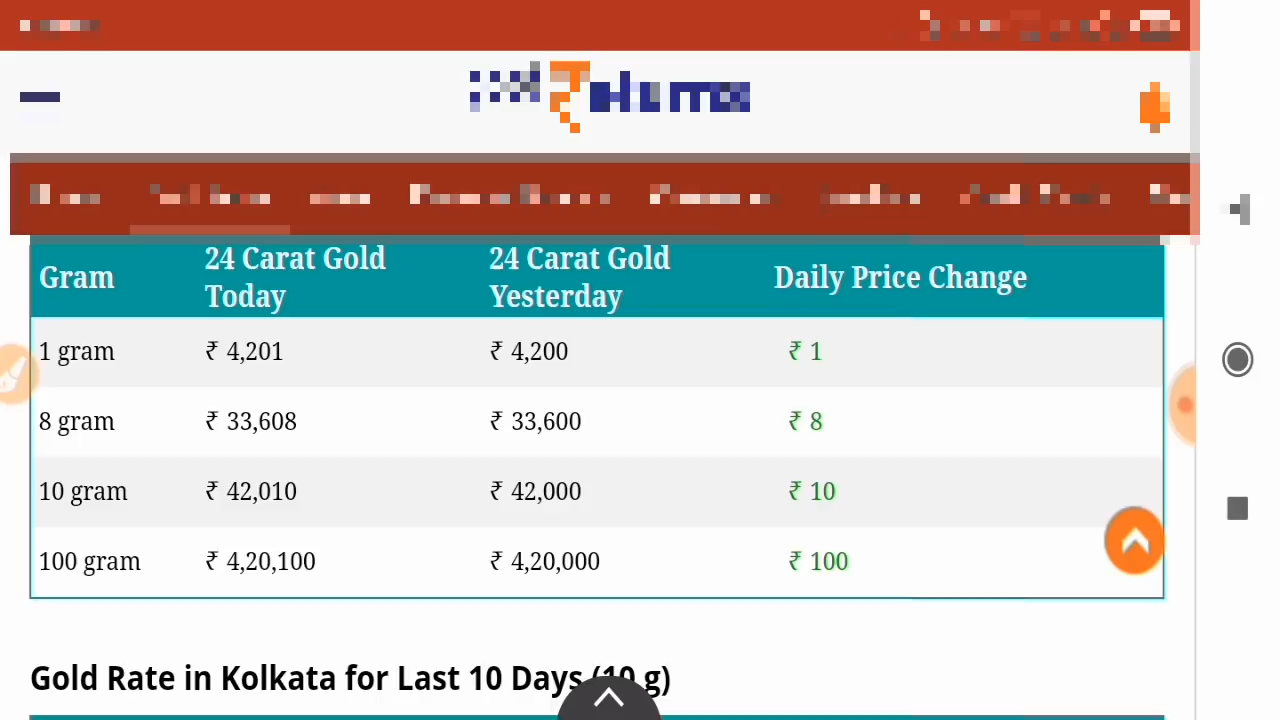 Gram 24 Carat Gold Today 24 Carat Gold Yesterday Daily Price Change
1 gram ₹ 4,201 ₹ 4,200 ₹ 1
8 gram ₹ 33,608 ₹ 33,600 ₹ 8
10 gram ₹ 42,010 ₹ 42,000 ₹ 10
100 gram ₹ 4,20,100 ₹ 4,20,000 ₹ 100
Gold Rate in Kolkata for Last 10 Days (10 g)